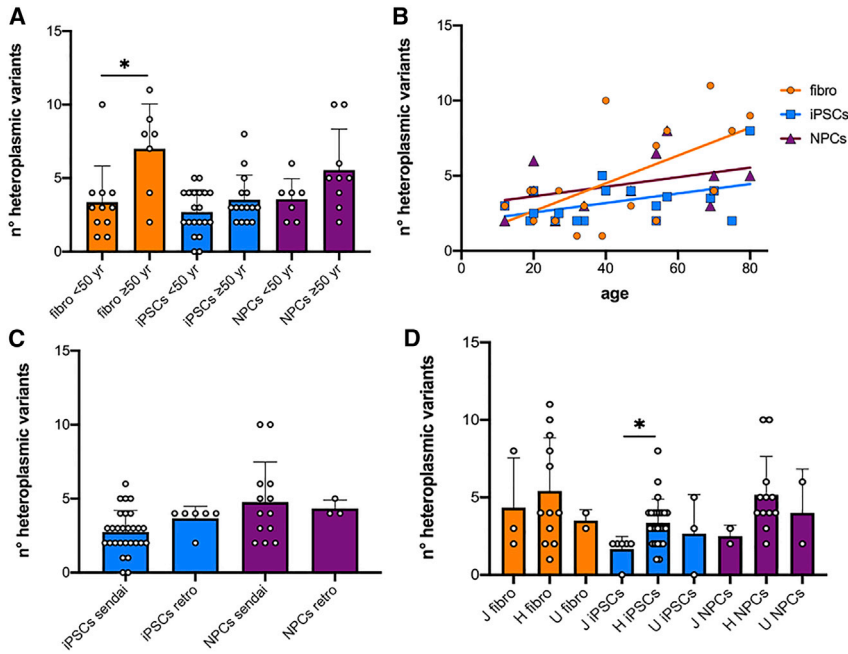 A
n° heteroplasmic variants
15
10
5
0
*
fibro <50 yr
fibro ≥50 yr
iPSCs <50 yr
iPSCs ≥50 yr
NPCs <50 yr
NPCs ≥50 yr
B
n° heteroplasmic variants
15
10
5
0
0
20
40
60
80
age
fibro
iPSCs
NPCs
C
n° heteroplasmic variants
15
10
5
0
iPSCs sendai
iPSCs retro
NPCs sendai
NPCs retro
D
n° heteroplasmic variants
15
10
5
0
*
J fibro
H fibro
U fibro
J iPSCs
H iPSCs
U iPSCs
J NPCs
H NPCs
U NPCs